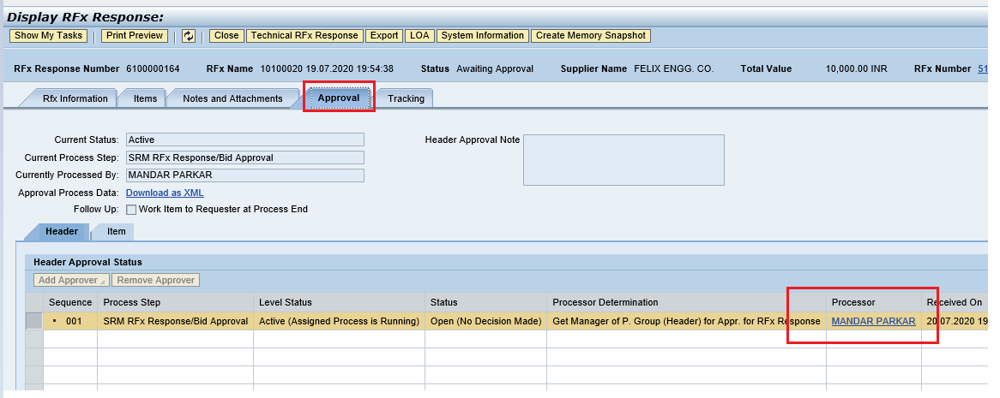 Display RFx Response:
Show My Tasks Print Preview Close Technical RFx Response Export LOA System Information Create Memory Snapshot
RFx Response Number 6100000164 RFx Name 10100020 19.07.2020 19:54:38 Status Awaiting Approval Supplier Name FELIX ENGG. CO. Total Value 10,000.00 INR RFx Number 51
Rfx Information Items Notes and Attachments Approval Tracking
Current Status: Active Header Approval Note
Current Process Step: SRM RFx Response/Bid Approval
Currently Processed By: MANDAR PARKAR
Approval Process Data: Download as XML
Follow Up: Work Item to Requester at Process End
Header Item
Header Approval Status
Add Approver Remove Approver
Sequence Process Step Level Status Status Processor Determination Processor Received On
• 001 SRM RFx Response/Bid Approval Active (Assigned Process is Running) Open (No Decision Made) Get Manager of P. Group (Header) for Appr. for RFx Response MANDAR PARKAR 20.07.2020 19